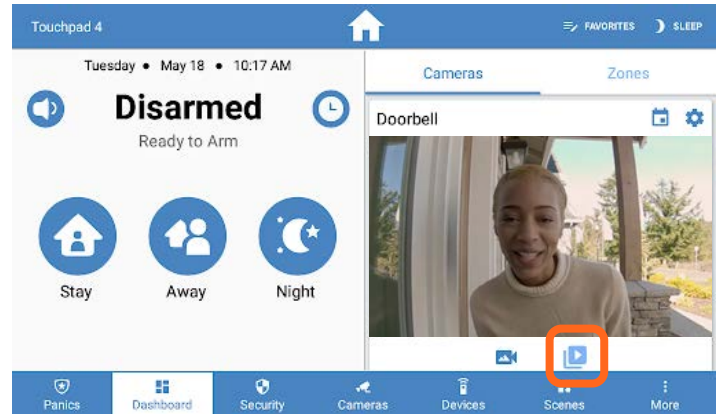 Touchpad 4
FAVORITES
SLEEP
Tuesday • May 18 • 10:17 AM
Disarmed
Ready to Arm
Stay
Away
Night
Cameras
Zones
Doorbell
Panics
Dashboard
Security
Cameras
Devices
Scenes
More